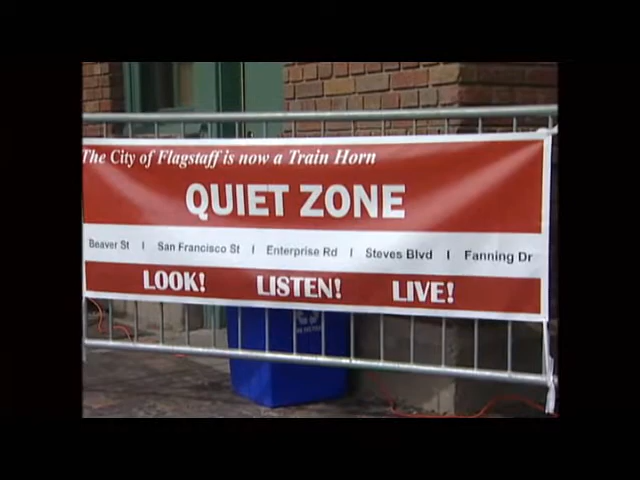 The City of Flagstaff is now a Train Horn
QUIET ZONE
Beaver St I San Francisco St I Enterprise Rd I Steves Blvd I Fanning Dr
LOOK! LISTEN! LIVE!